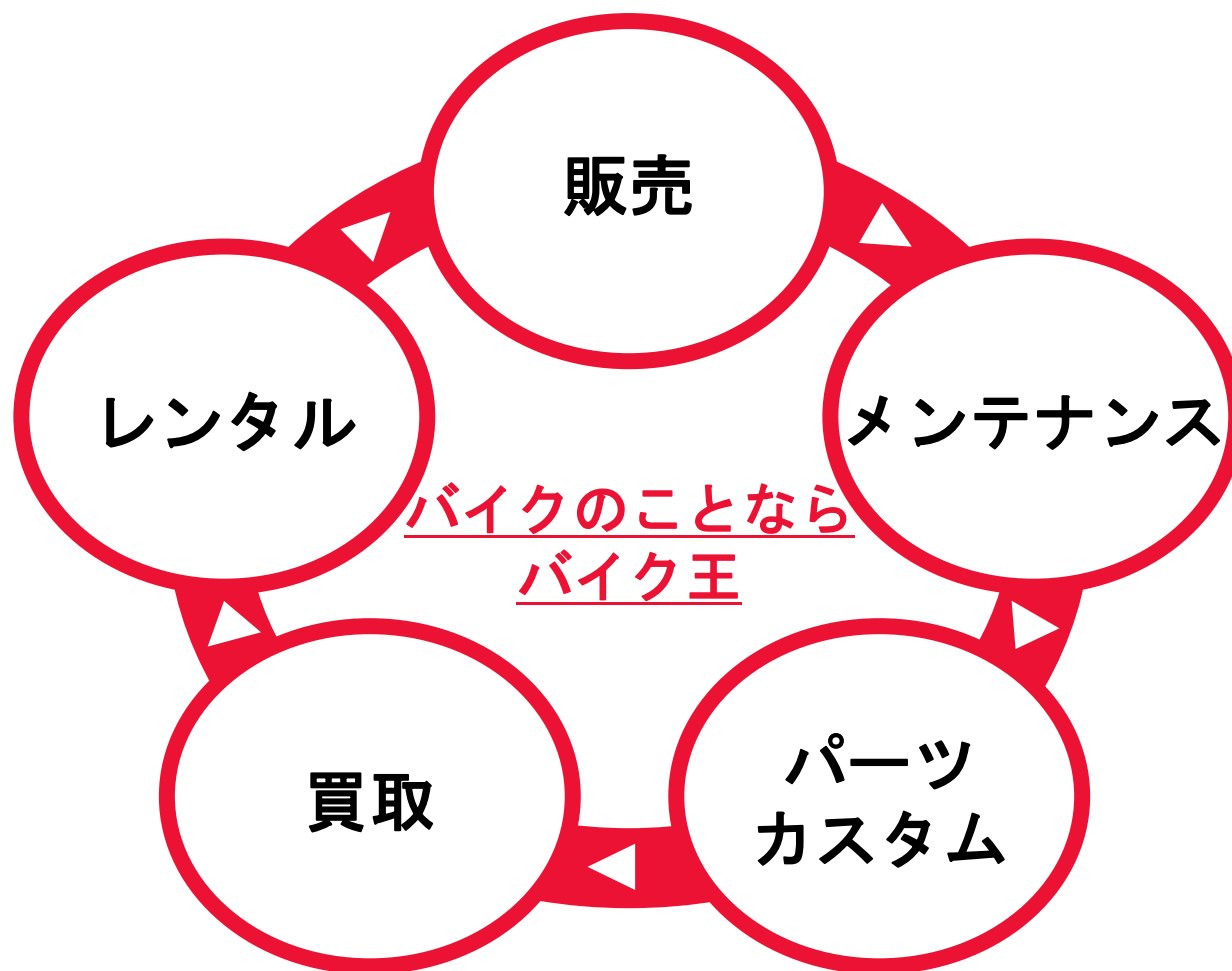 販売
レンタル
メンテナンス
バイクのことなら
バイク王
買取
パーツ
カスタム